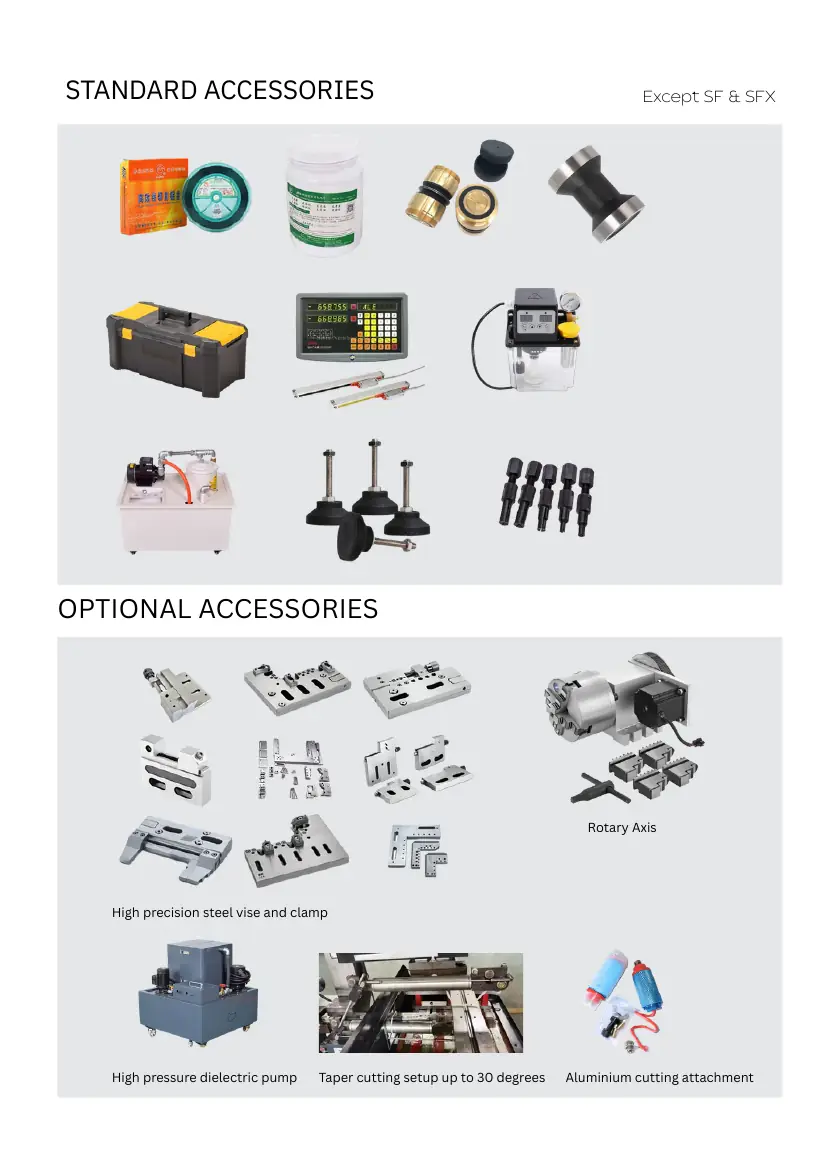 STANDARD ACCESSORIES
Except SF & SFX
OPTIONAL ACCESSORIES
Rotary Axis
High precision steel vise and clamp
High pressure dielectric pump
Taper cutting setup up to 30 degrees
Aluminium cutting attachment